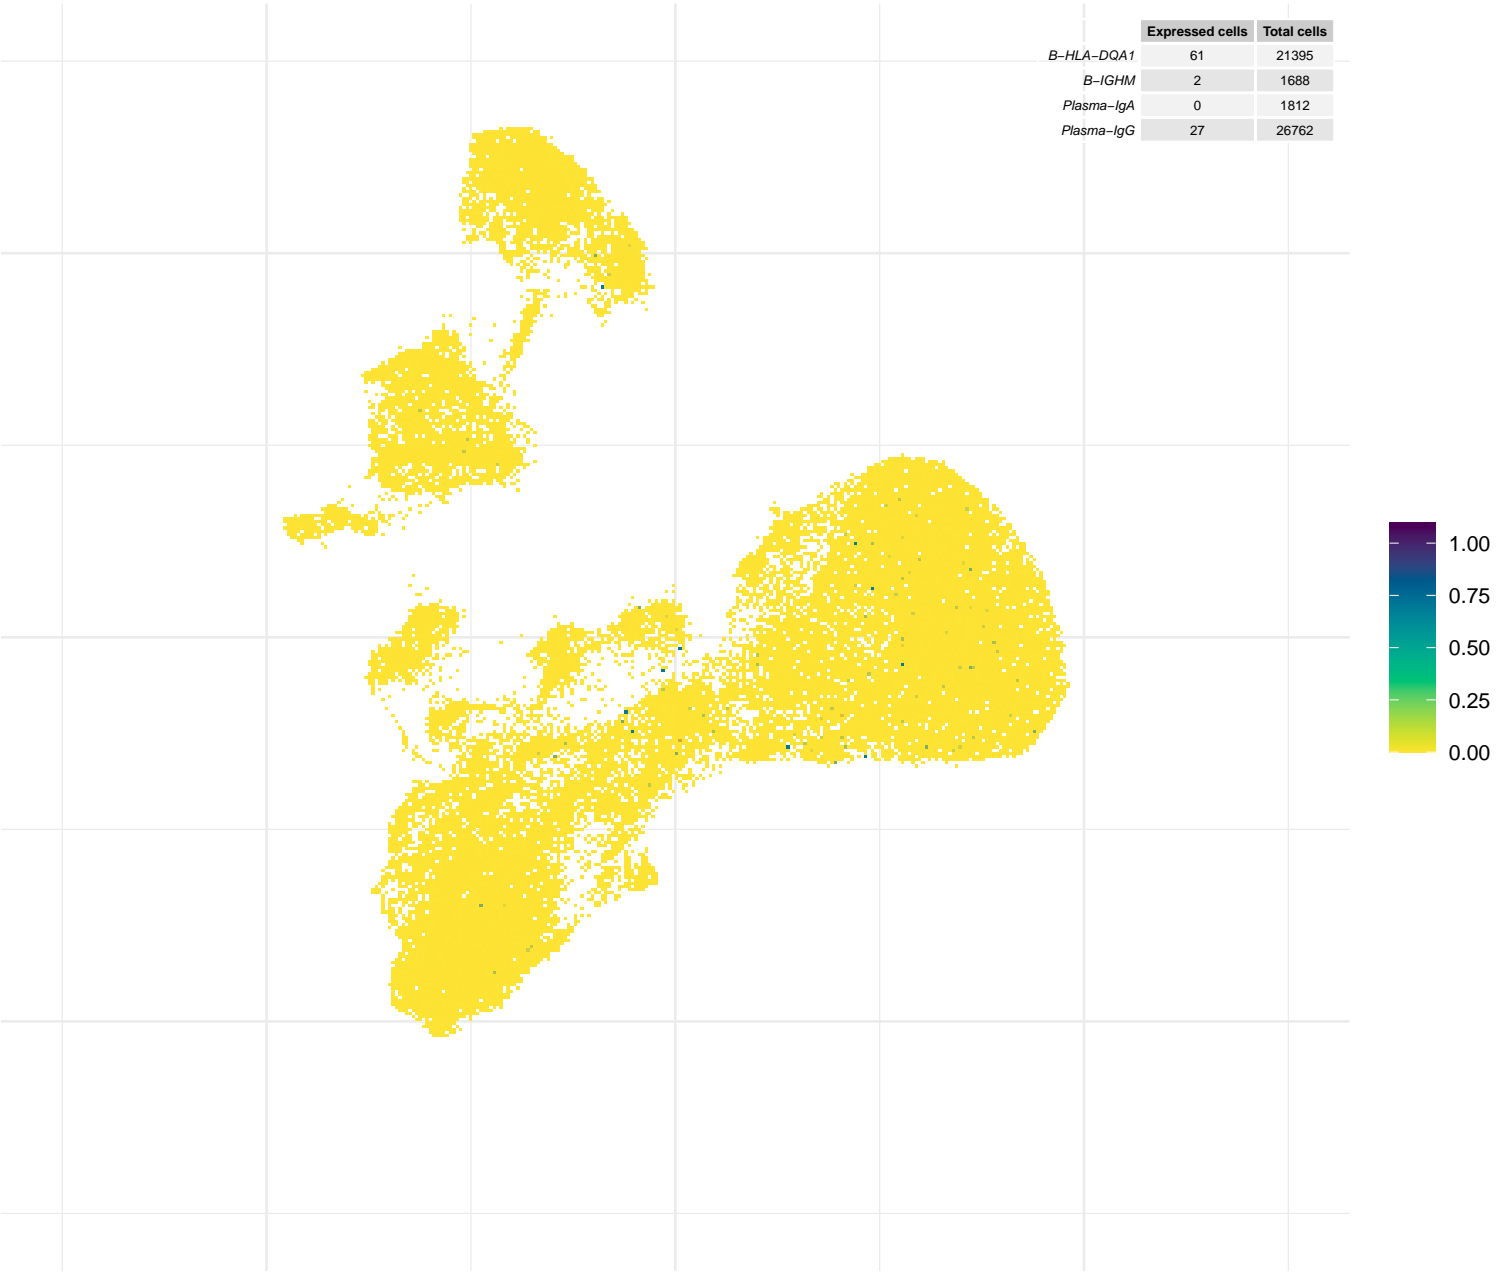 Expressed cells Total cells
B−HLA−DQA1 61 21395
B−IGHM 2 1688
Plasma−IgA 0 1812
Plasma−IgG 27 26762
1.00
0.75
0.50
0.25
0.00